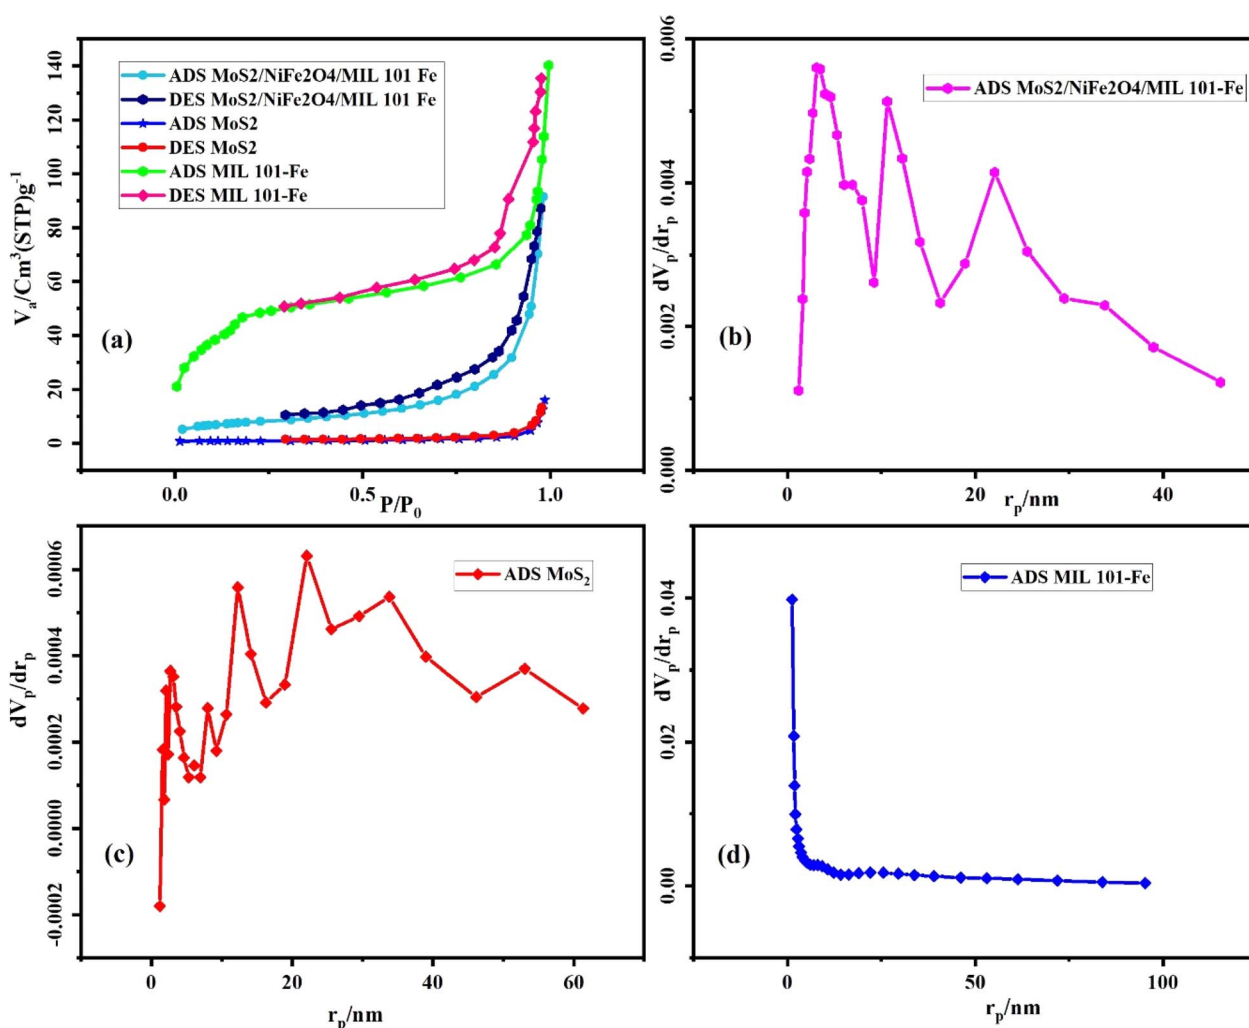 (a)
ADS MoS2/NiFe2O4/MIL 101 Fe
DES MoS2/NiFe2O4/MIL 101 Fe
ADS MoS2
DES MoS2
ADS MIL 101-Fe
DES MIL 101-Fe
Va/Cm³(STP)g⁻¹
140
120
100
80
60
40
20
0
0.0
0.5
1.0
P/P₀
(b)
ADS MoS2/NiFe2O4/MIL 101-Fe
dVp/drp
0.006
0.004
0.002
0.000
0
20
40
rp/nm
(c)
ADS MoS₂
dVp/drp
0.0006
0.0004
0.0002
0.0000
-0.0002
0
20
40
60
rp/nm
(d)
ADS MIL 101-Fe
dVp/drp
0.04
0.02
0.00
0
50
100
rp/nm